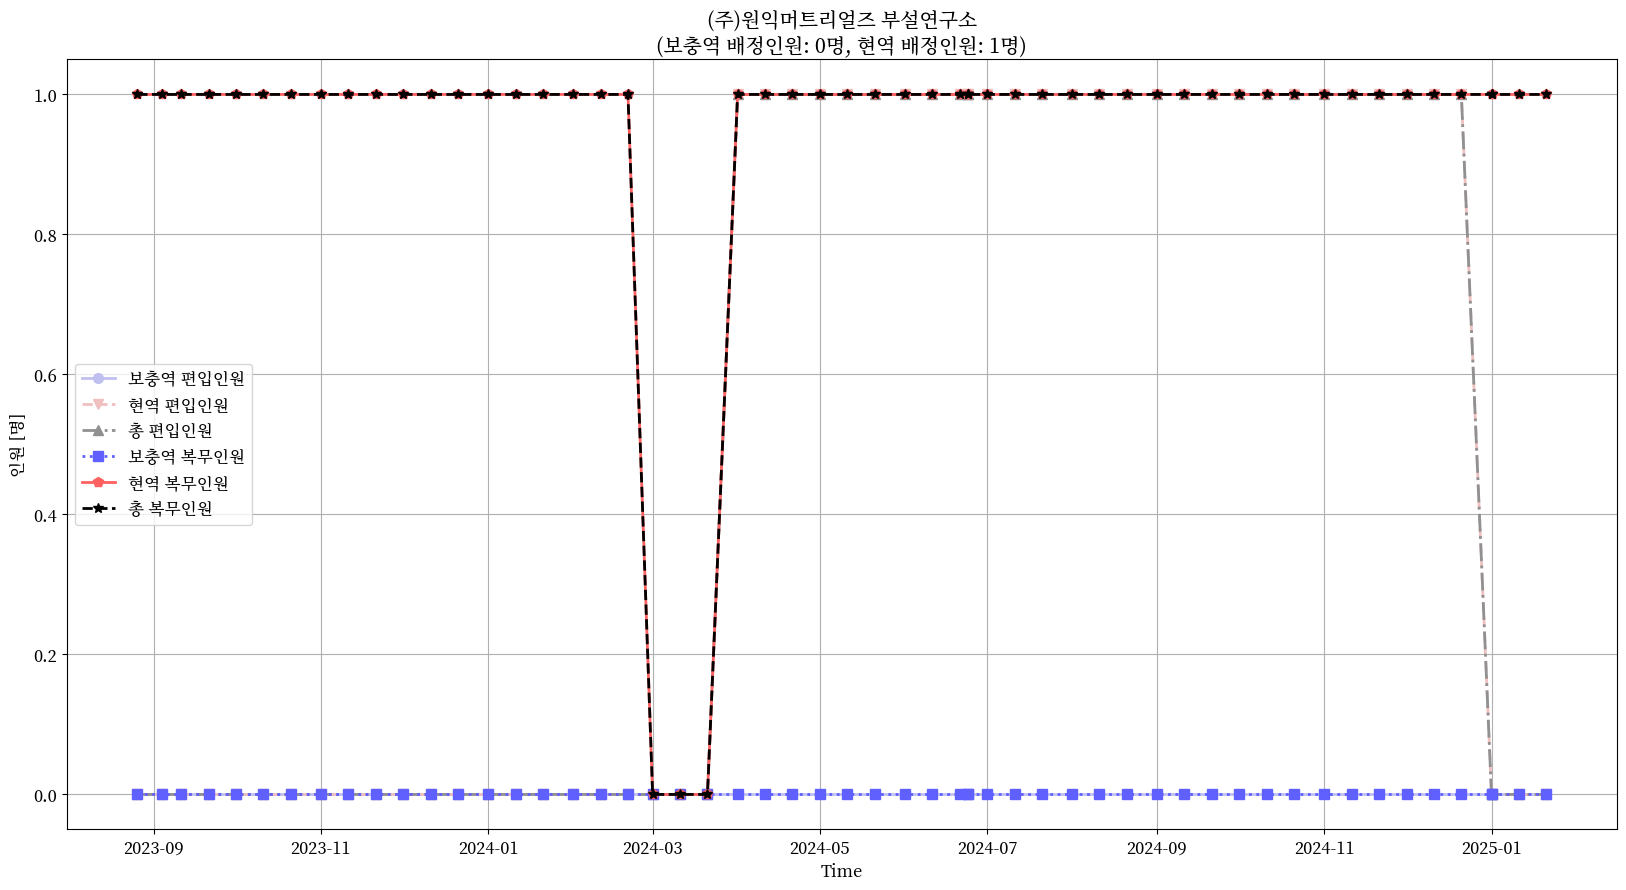 (주)원익머트리얼즈 부설연구소
(보충역 배정인원: 0명, 현역 배정인원: 1명)
인원 [명]
1.0
0.8
0.6
0.4
0.2
0.0
보충역 편입인원
현역 편입인원
총 편입인원
보충역 복무인원
현역 복무인원
총 복무인원
2023-09
2023-11
2024-01
2024-03
2024-05
2024-07
2024-09
2024-11
2025-01
Time